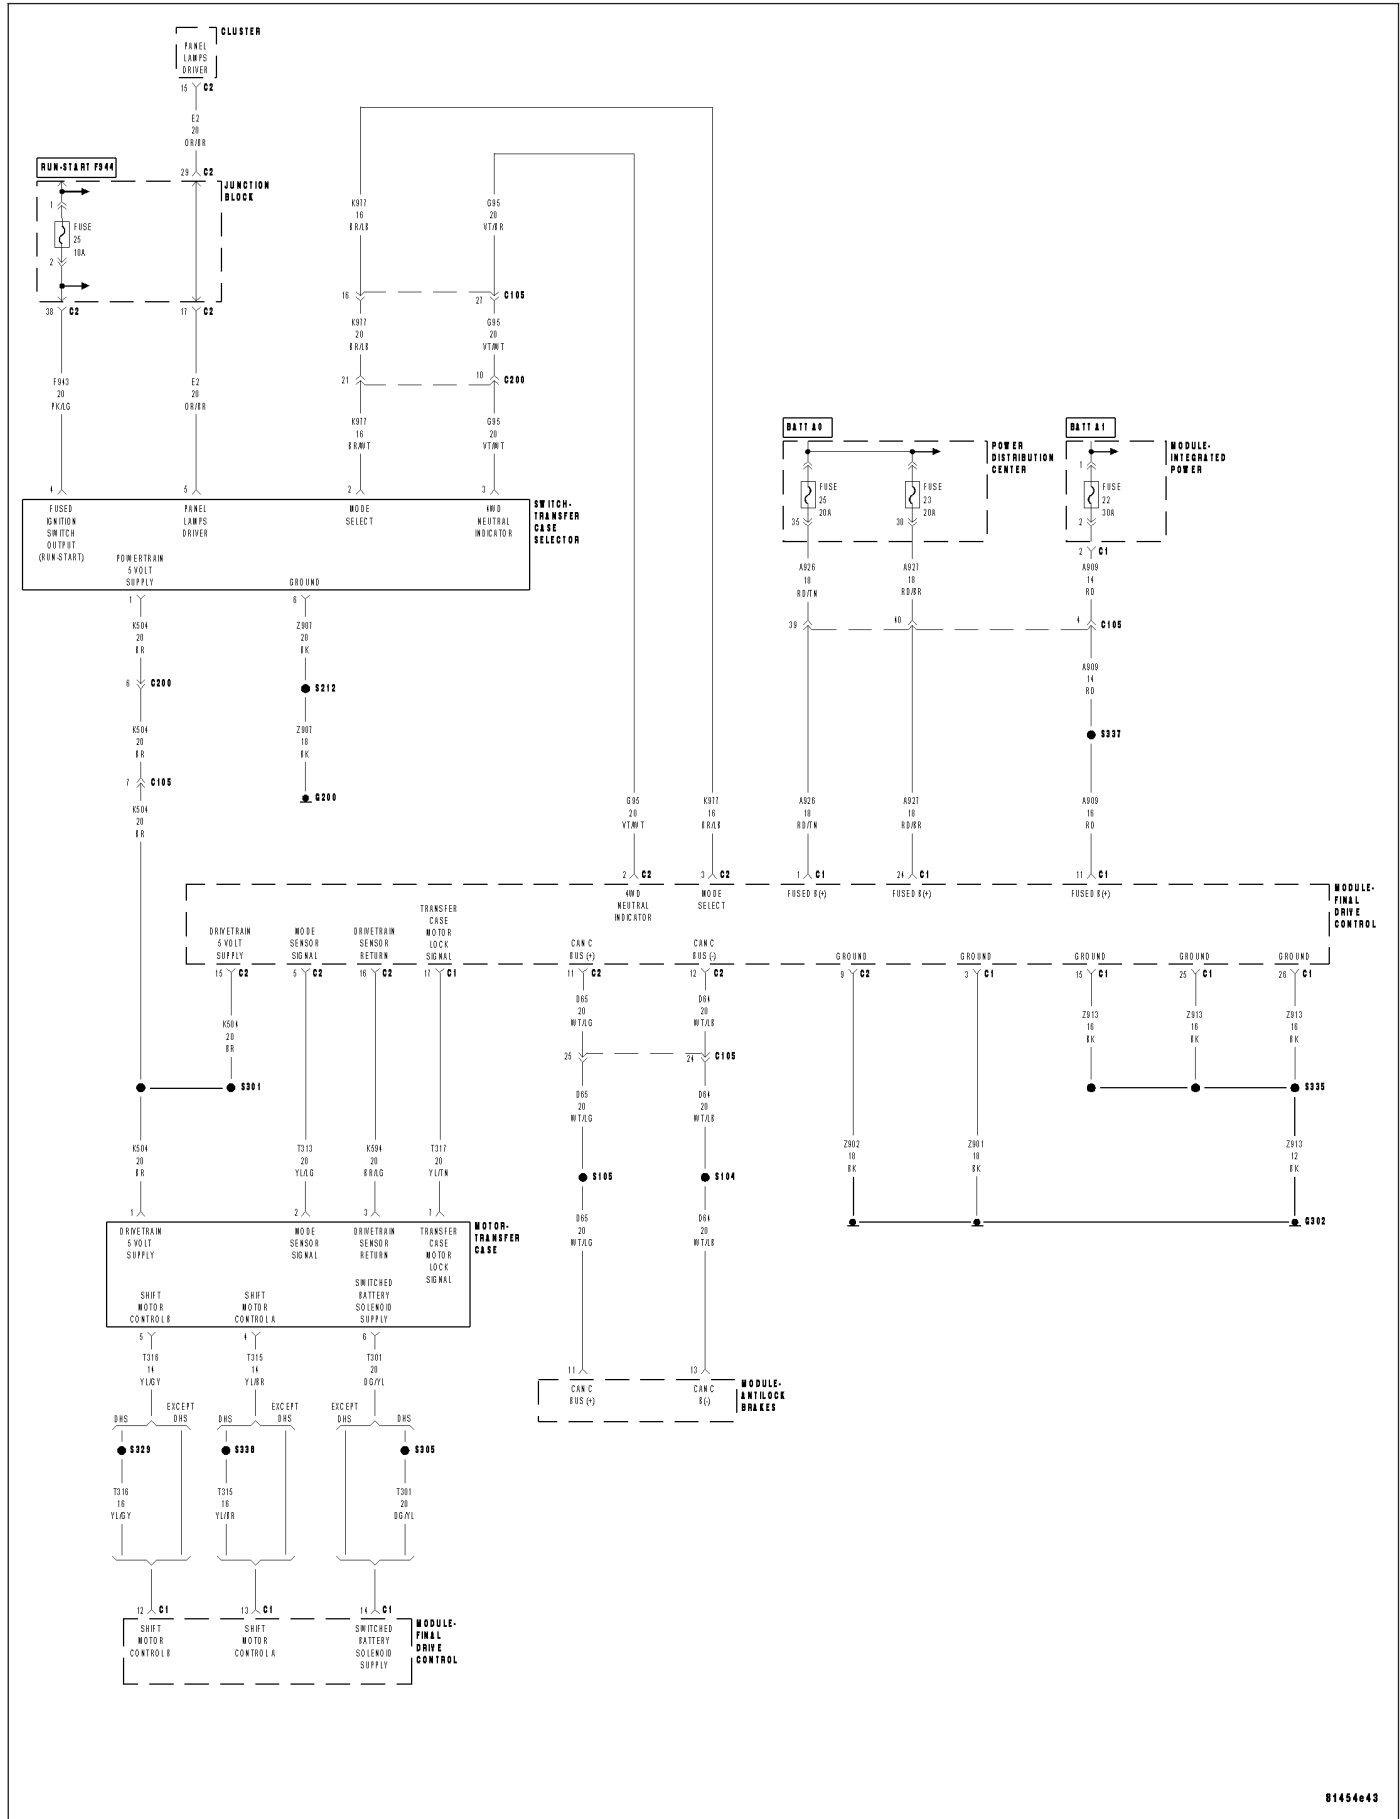 CLUSTER
PANEL
LAMPS
DRIVER
15 C2
E2
20
OR/BR
29 C2
RUN-START F944
JUNCTION
BLOCK
1
FUSE
25
10A
2
38 C2
17 C2
F943
20
PK/LG
E2
20
OR/BR
K977
16
BR/LB
G95
20
VT/BR
16
27 C105
K977
20
BR/LB
G95
20
VT/WT
21
10 C200
K977
16
BR/WT
G95
20
VT/WT
4
5
2
3
FUSED
IGNITION
SWITCH
OUTPUT
(RUN-START)
PANEL
LAMPS
DRIVER
MODE
SELECT
4WD
NEUTRAL
INDICATOR
SWITCH-
TRANSFER
CASE
SELECTOR
POWERTRAIN
5 VOLT
SUPPLY
GROUND
1
6
K504
20
BR
Z907
20
BK
6 C200
S212
K504
20
BR
Z907
18
BK
7 C105
G200
K504
20
BR
BATT A0
POWER
DISTRIBUTION
CENTER
FUSE
25
20A
FUSE
23
20A
35
30
BATT A1
MODULE-
INTEGRATED
POWER
1
FUSE
22
30A
2
2 C1
A926
18
RD/TN
A927
18
RD/BR
A909
14
RD
39
40
4 C105
A909
14
RD
S337
G95
20
VT/WT
K977
16
BR/LB
A926
18
RD/TN
A927
18
RD/BR
A909
16
RD
2 C2
3 C2
1 C1
24 C1
11 C1
4WD
NEUTRAL
INDICATOR
MODE
SELECT
FUSED B(+)
FUSED B(+)
FUSED B(+)
MODULE-
FINAL
DRIVE
CONTROL
DRIVETRAIN
5 VOLT
SUPPLY
MODE
SENSOR
SIGNAL
DRIVETRAIN
SENSOR
RETURN
TRANSFER
CASE
MOTOR
LOCK
SIGNAL
CAN C
BUS (+)
CAN C
BUS (-)
GROUND
GROUND
GROUND
GROUND
GROUND
15 C2
5 C2
16 C2
17 C1
11 C2
12 C2
9 C2
3 C1
15 C1
25 C1
26 C1
K504
20
BR
D65
20
WT/LG
D64
20
WT/LB
Z913
16
BK
Z913
16
BK
Z913
16
BK
25
24 C105
S301
S335
D65
20
WT/LG
D64
20
WT/LB
K504
20
BR
T313
20
YL/LG
K594
20
BR/LG
T317
20
YL/TN
Z902
18
BK
Z901
18
BK
Z913
12
BK
S105
S104
G302
1
2
3
7
DRIVETRAIN
5 VOLT
SUPPLY
MODE
SENSOR
SIGNAL
DRIVETRAIN
SENSOR
RETURN
TRANSFER
CASE
MOTOR
LOCK
SIGNAL
MOTOR-
TRANSFER
CASE
D65
20
WT/LG
D64
20
WT/LB
SHIFT
MOTOR
CONTROL B
SHIFT
MOTOR
CONTROL A
SWITCHED
BATTERY
SOLENOID
SUPPLY
5
4
6
T316
14
YL/GY
T315
14
YL/BR
T301
20
DG/YL
11
13
CAN C
BUS (+)
CAN C
B(-)
MODULE-
ANTILOCK
BRAKES
DHS
EXCEPT
DHS
DHS
EXCEPT
DHS
EXCEPT
DHS
DHS
S329
S338
S305
T316
16
YL/GY
T315
16
YL/BR
T301
20
DG/YL
12 C1
13 C1
14 C1
SHIFT
MOTOR
CONTROL B
SHIFT
MOTOR
CONTROL A
SWITCHED
BATTERY
SOLENOID
SUPPLY
MODULE-
FINAL
DRIVE
CONTROL
81454e43